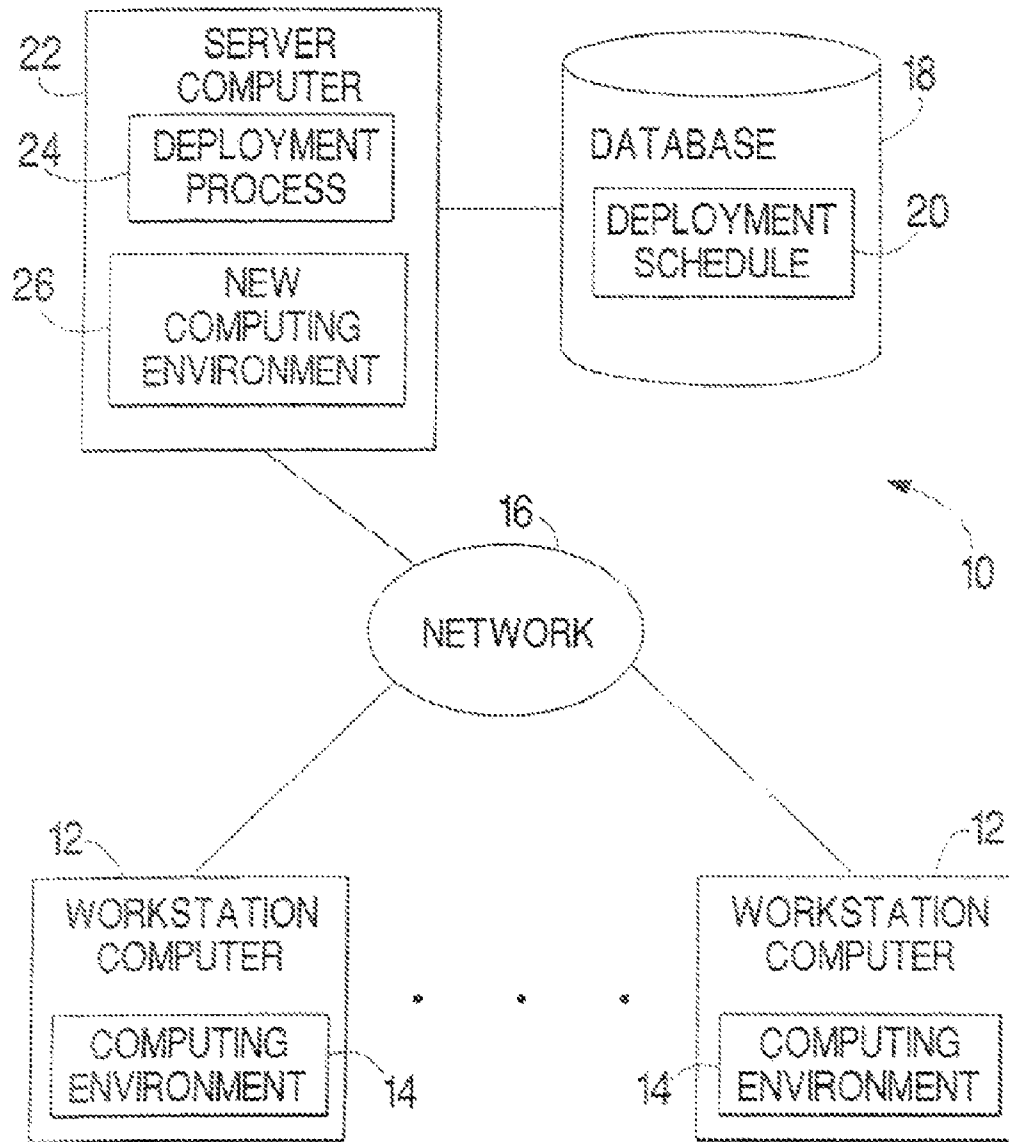 22
SERVER
COMPUTER
24
DEPLOYMENT
PROCESS
26
NEW
COMPUTING
ENVIRONMENT
18
DATABASE
20
DEPLOYMENT
SCHEDULE
10
16
NETWORK
12
WORKSTATION
COMPUTER
COMPUTING
ENVIRONMENT
14
12
WORKSTATION
COMPUTER
14
COMPUTING
ENVIRONMENT